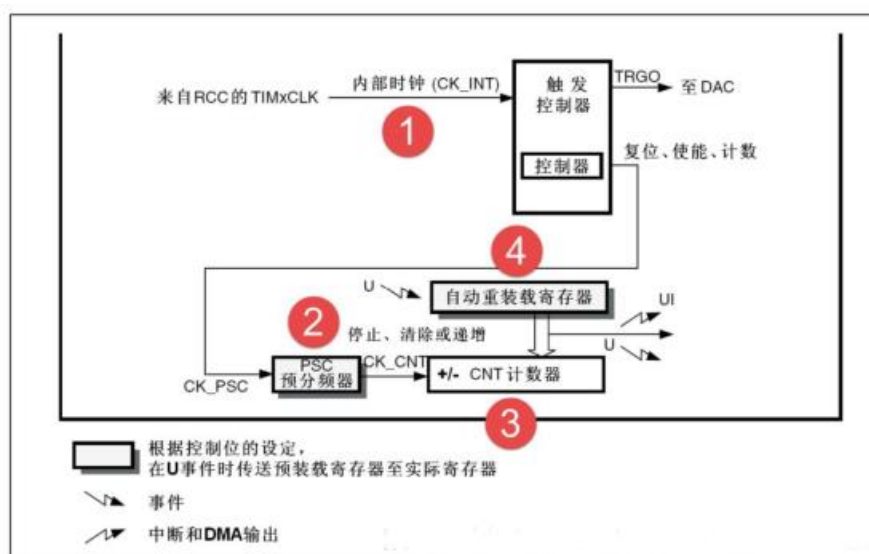 来自RCC的TIMxCLK
内部时钟 (CK_INT)
1
触发
控制器
TRGO
至DAC
控制器
复位、使能、计数
4
U
自动重装载寄存器
UI
2
停止、清除或递增
U
CK_PSC
PSC
预分频器
CK_CNT
+/- CNT 计数器
3
根据控制位的设定,
在U事件时传送预装载寄存器至实际寄存器
事件
中断和DMA输出